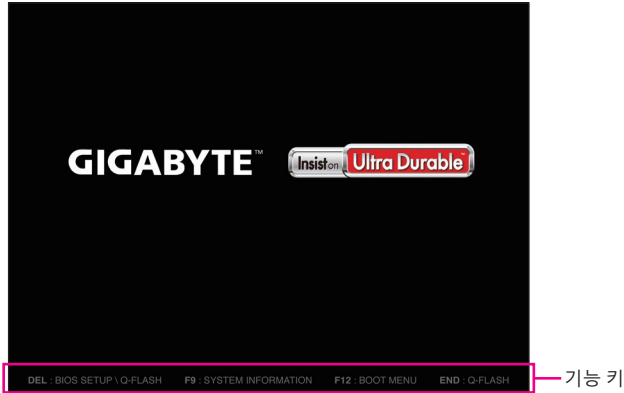 GIGABYTE™ Insist on Ultra Durable™
DEL : BIOS SETUP \ Q-FLASH F9 : SYSTEM INFORMATION F12 : BOOT MENU END : Q-FLASH
기능 키